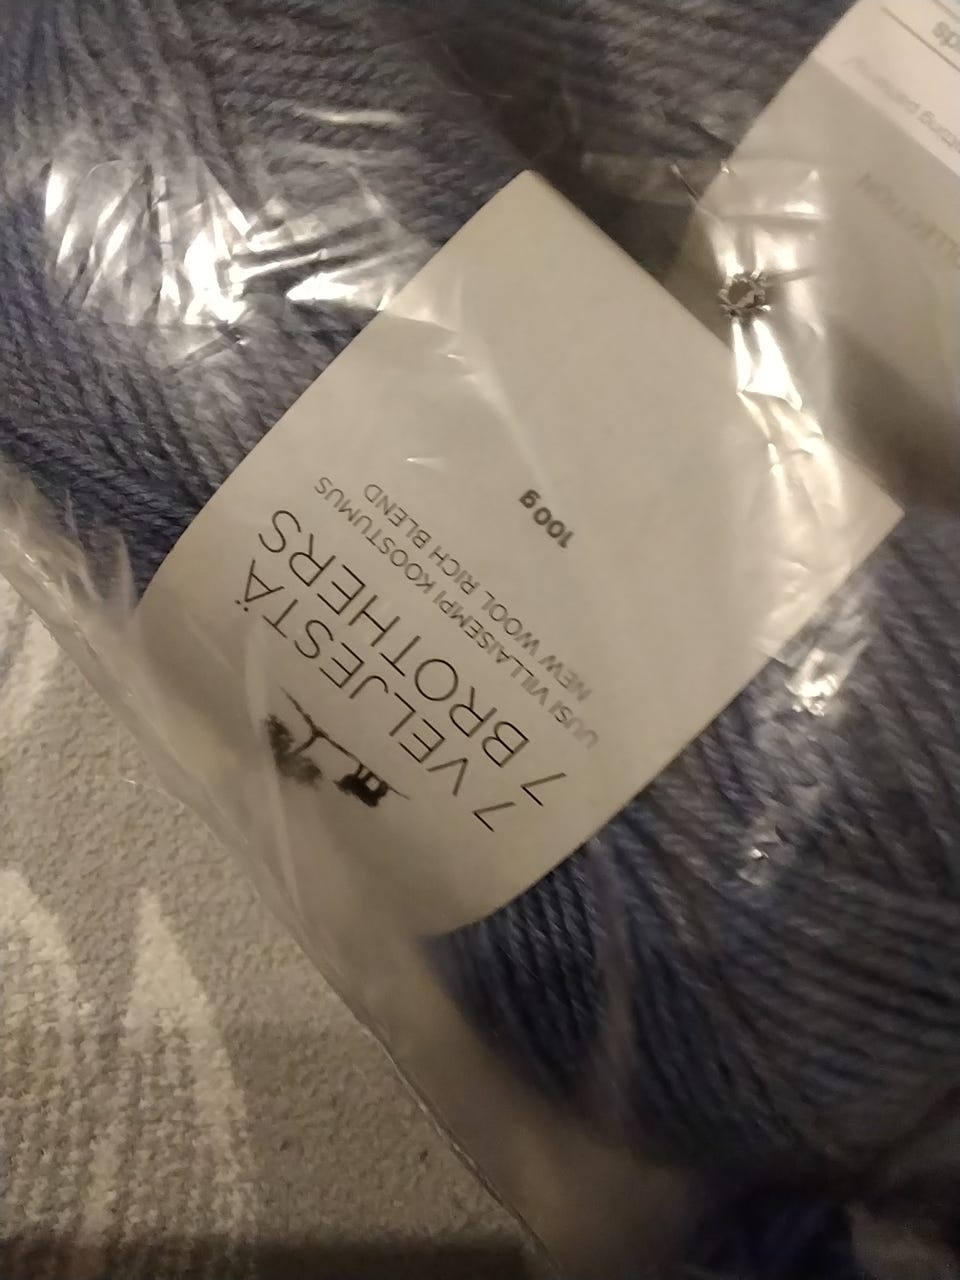 7 VELJESTÄ
7 BROTHERS
UUSI VILLAISEMPI KOOSTUMUS
NEW WOOL RICH BLEND
100 g